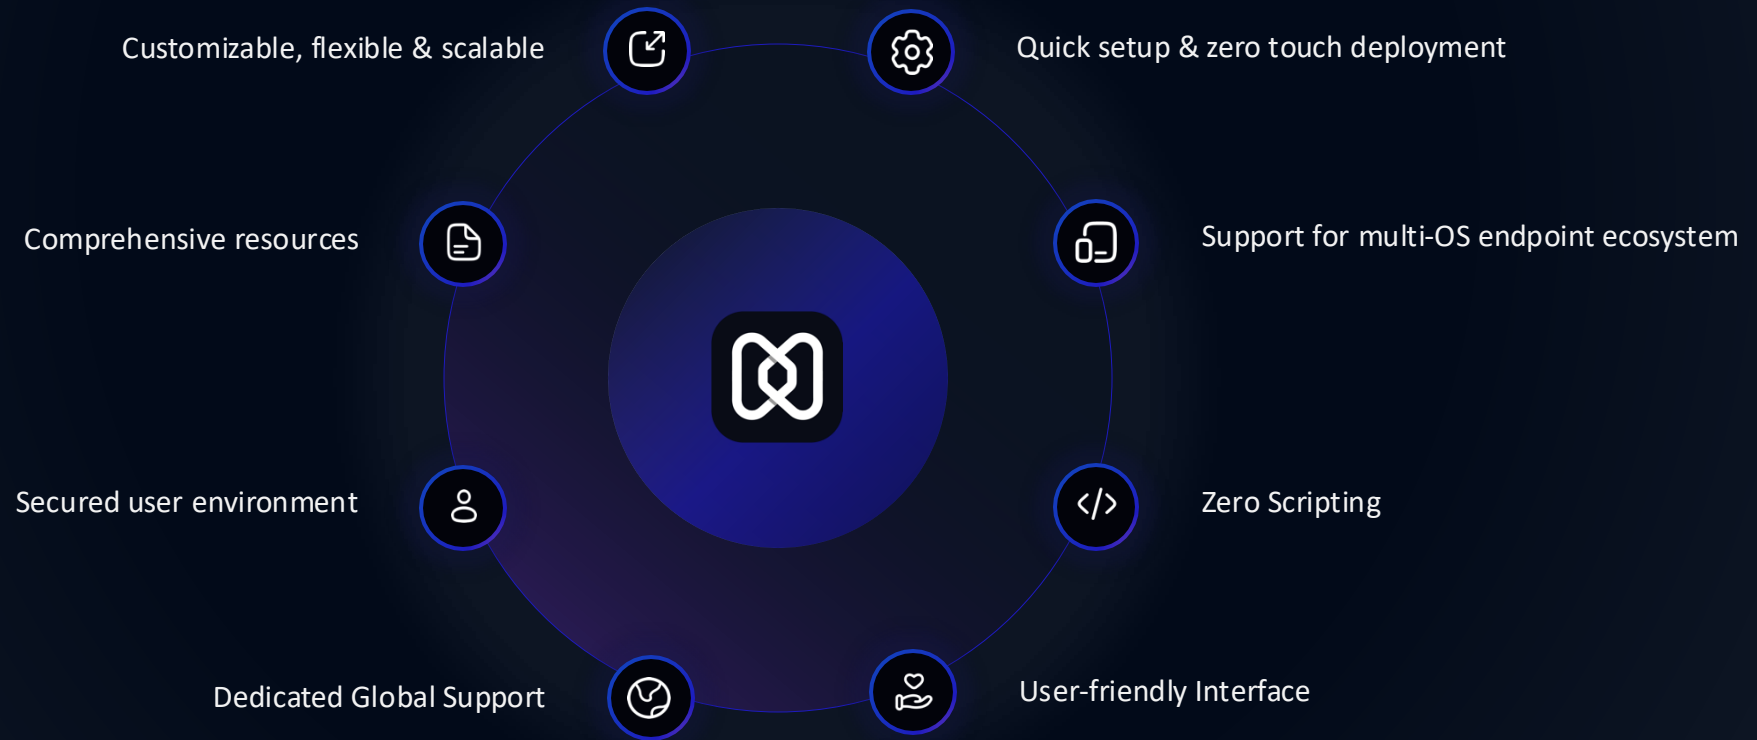 Customizable, flexible & scalable
Quick setup & zero touch deployment
Comprehensive resources
Support for multi-OS endpoint ecosystem
Secured user environment
Zero Scripting
Dedicated Global Support
User-friendly Interface